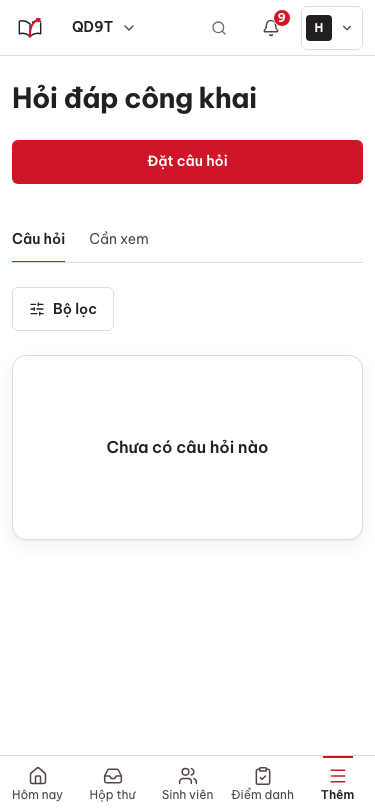 QD9T
9
H
Hỏi đáp công khai
Đặt câu hỏi
Câu hỏi
Cần xem
Bộ lọc
Chưa có câu hỏi nào
Hôm nay
Hộp thư
Sinh viên
Điểm danh
Thêm